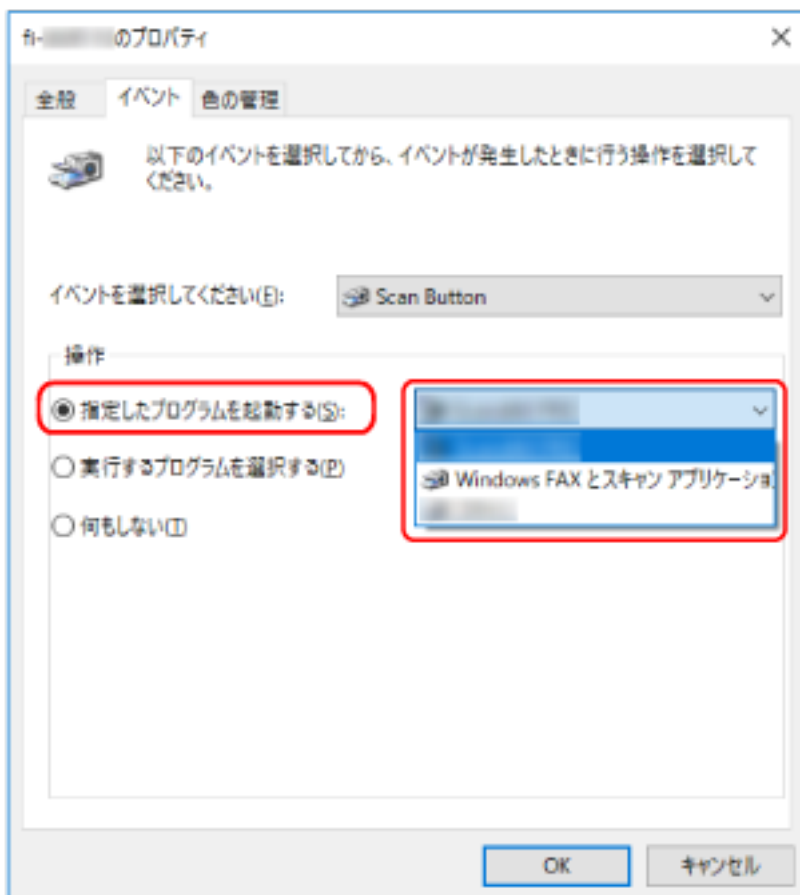 fi-のプロパティ
全般 イベント 色の管理
以下のイベントを選択してから、イベントが発生したときに行う操作を選択して
ください。
イベントを選択してください(E): Scan Button
操作
指定したプログラムを起動する(S):
実行するプログラムを選択する(P)
Windows FAX とスキャン アプリケーショ
何もしない(T)
OK キャンセル